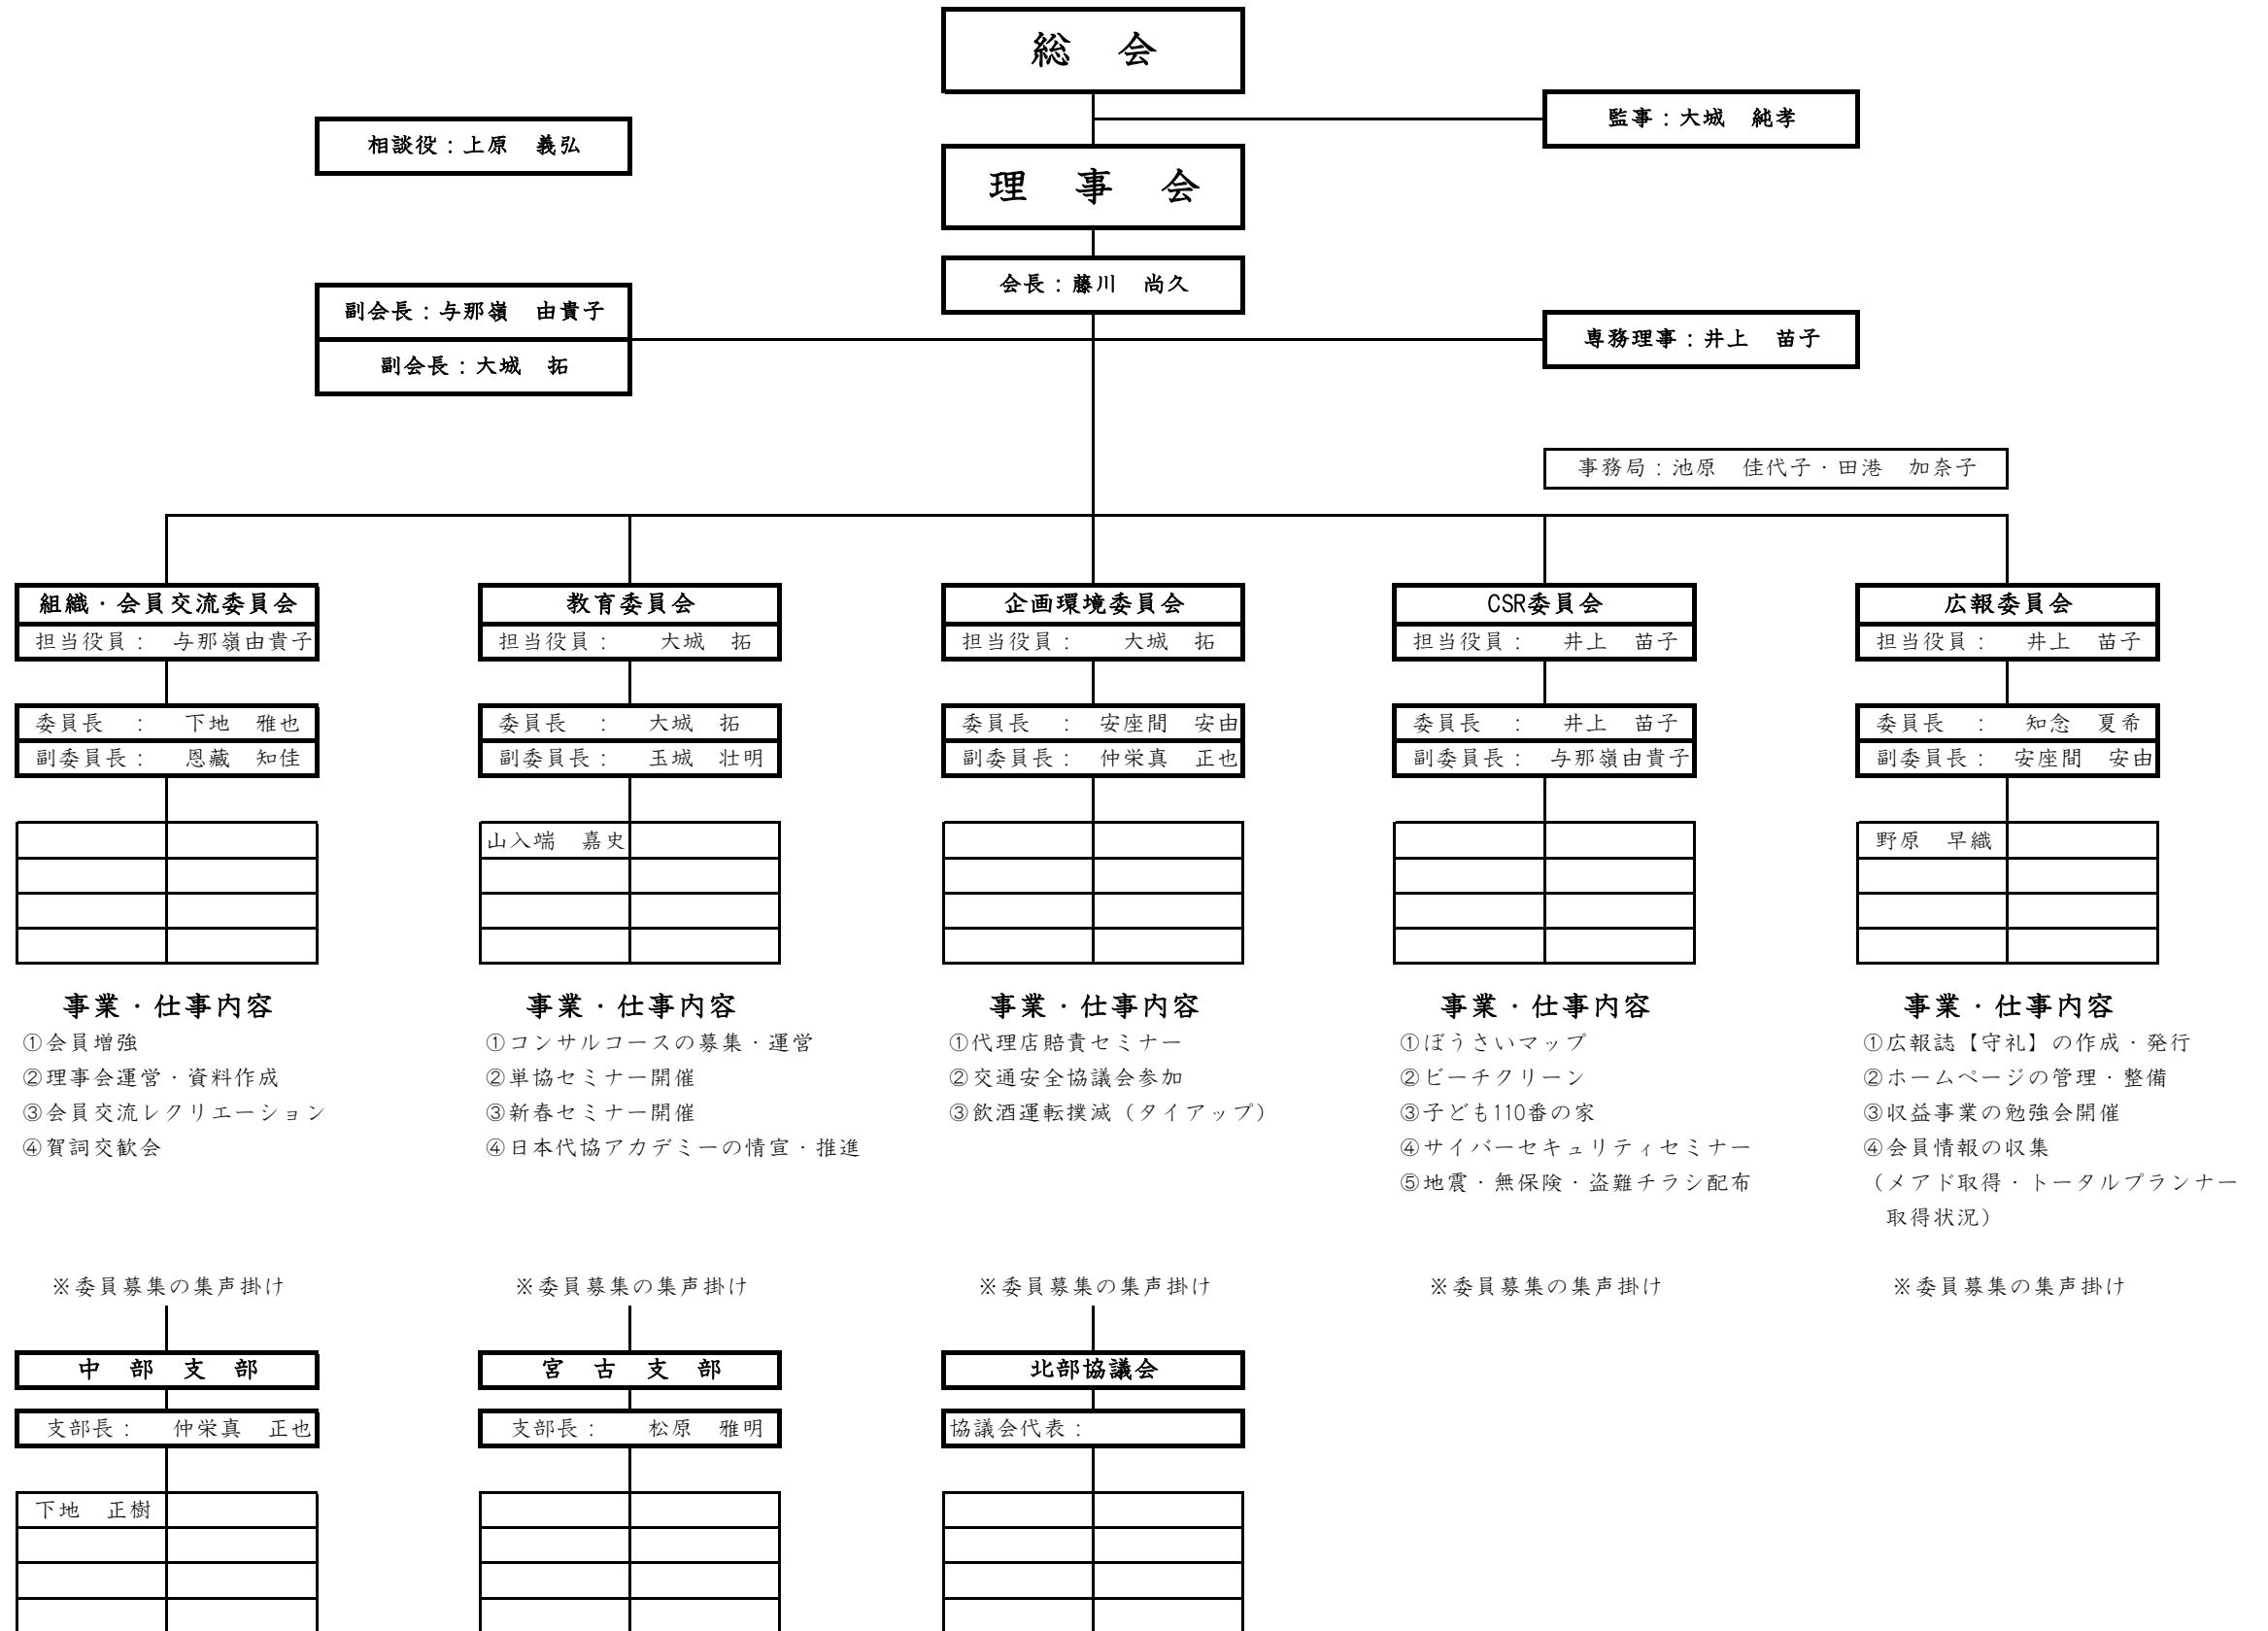 総　会
監事：大城　純孝
相談役：上原　義弘
理　事　会
会長：藤川　尚久
副会長：与那嶺　由貴子
副会長：大城　拓
専務理事：井上　苗子
事務局：池原　佳代子・田港　加奈子
組織・会員交流委員会
担当役員：　与那嶺由貴子
委員長　：　下地　雅也
副委員長：　恩藏　知佳
教育委員会
担当役員：　大城　拓
委員長　：　大城　拓
副委員長：　玉城　壮明
山入端　嘉史
企画環境委員会
担当役員：　大城　拓
委員長　：　安座間　安由
副委員長：　仲栄真　正也
CSR委員会
担当役員：　井上　苗子
委員長　：　井上　苗子
副委員長：　与那嶺由貴子
広報委員会
担当役員：　井上　苗子
委員長　：　知念　夏希
副委員長：　安座間　安由
野原　早織
事業・仕事内容
①会員増強
②理事会運営・資料作成
③会員交流レクリエーション
④賀詞交歓会
※委員募集の集声掛け
事業・仕事内容
①コンサルコースの募集・運営
②単協セミナー開催
③新春セミナー開催
④日本代協アカデミーの情宣・推進
※委員募集の集声掛け
事業・仕事内容
①代理店賠責セミナー
②交通安全協議会参加
③飲酒運転撲滅（タイアップ）
※委員募集の集声掛け
事業・仕事内容
①ぼうさいマップ
②ビーチクリーン
③子ども110番の家
④サイバーセキュリティセミナー
⑤地震・無保険・盗難チラシ配布
※委員募集の集声掛け
事業・仕事内容
①広報誌【守礼】の作成・発行
②ホームページの管理・整備
③収益事業の勉強会開催
④会員情報の収集
（メアド取得・トータルプランナー
取得状況）
※委員募集の集声掛け
中　部　支　部
支部長：　仲栄真　正也
下地　正樹
宮　古　支　部
支部長：　松原　雅明
北部協議会
協議会代表：